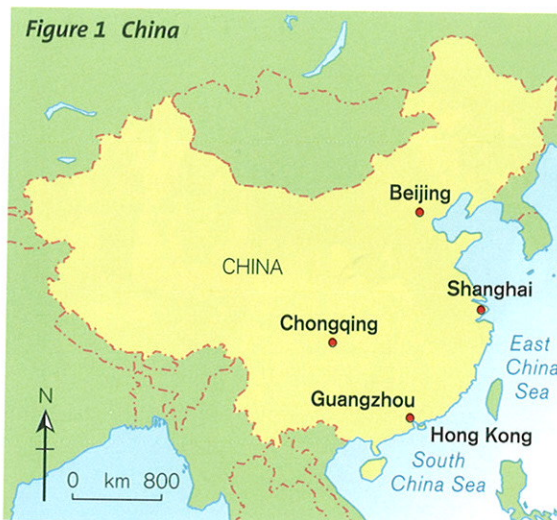 Figure 1 China
Beijing
CHINA
Shanghai
Chongqing
East
China
Sea
Guangzhou
Hong Kong
South
China Sea
N
0 km 800